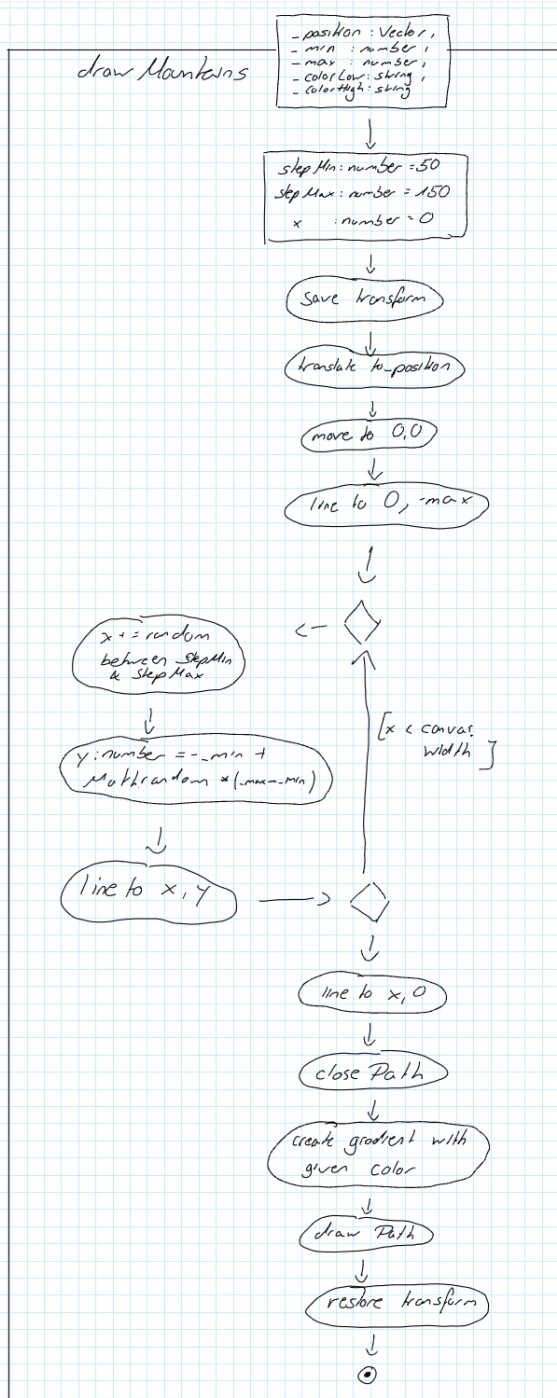 draw Mountains
_position : Vector,
_min : number,
_max : number,
_colorLow: string,
_colorHigh: string
stepMin: number = 50
stepMax: number = 150
x : number = 0
save transform
translate to _position
move to 0,0
line to 0, -max
x += random
between StepMin
& StepMax
[x < canvas
width ]
y: number = - _min +
Math random * (_max - _min)
line to x, y
line to x, 0
close Path
create gradient with
given color
draw Path
restore transform